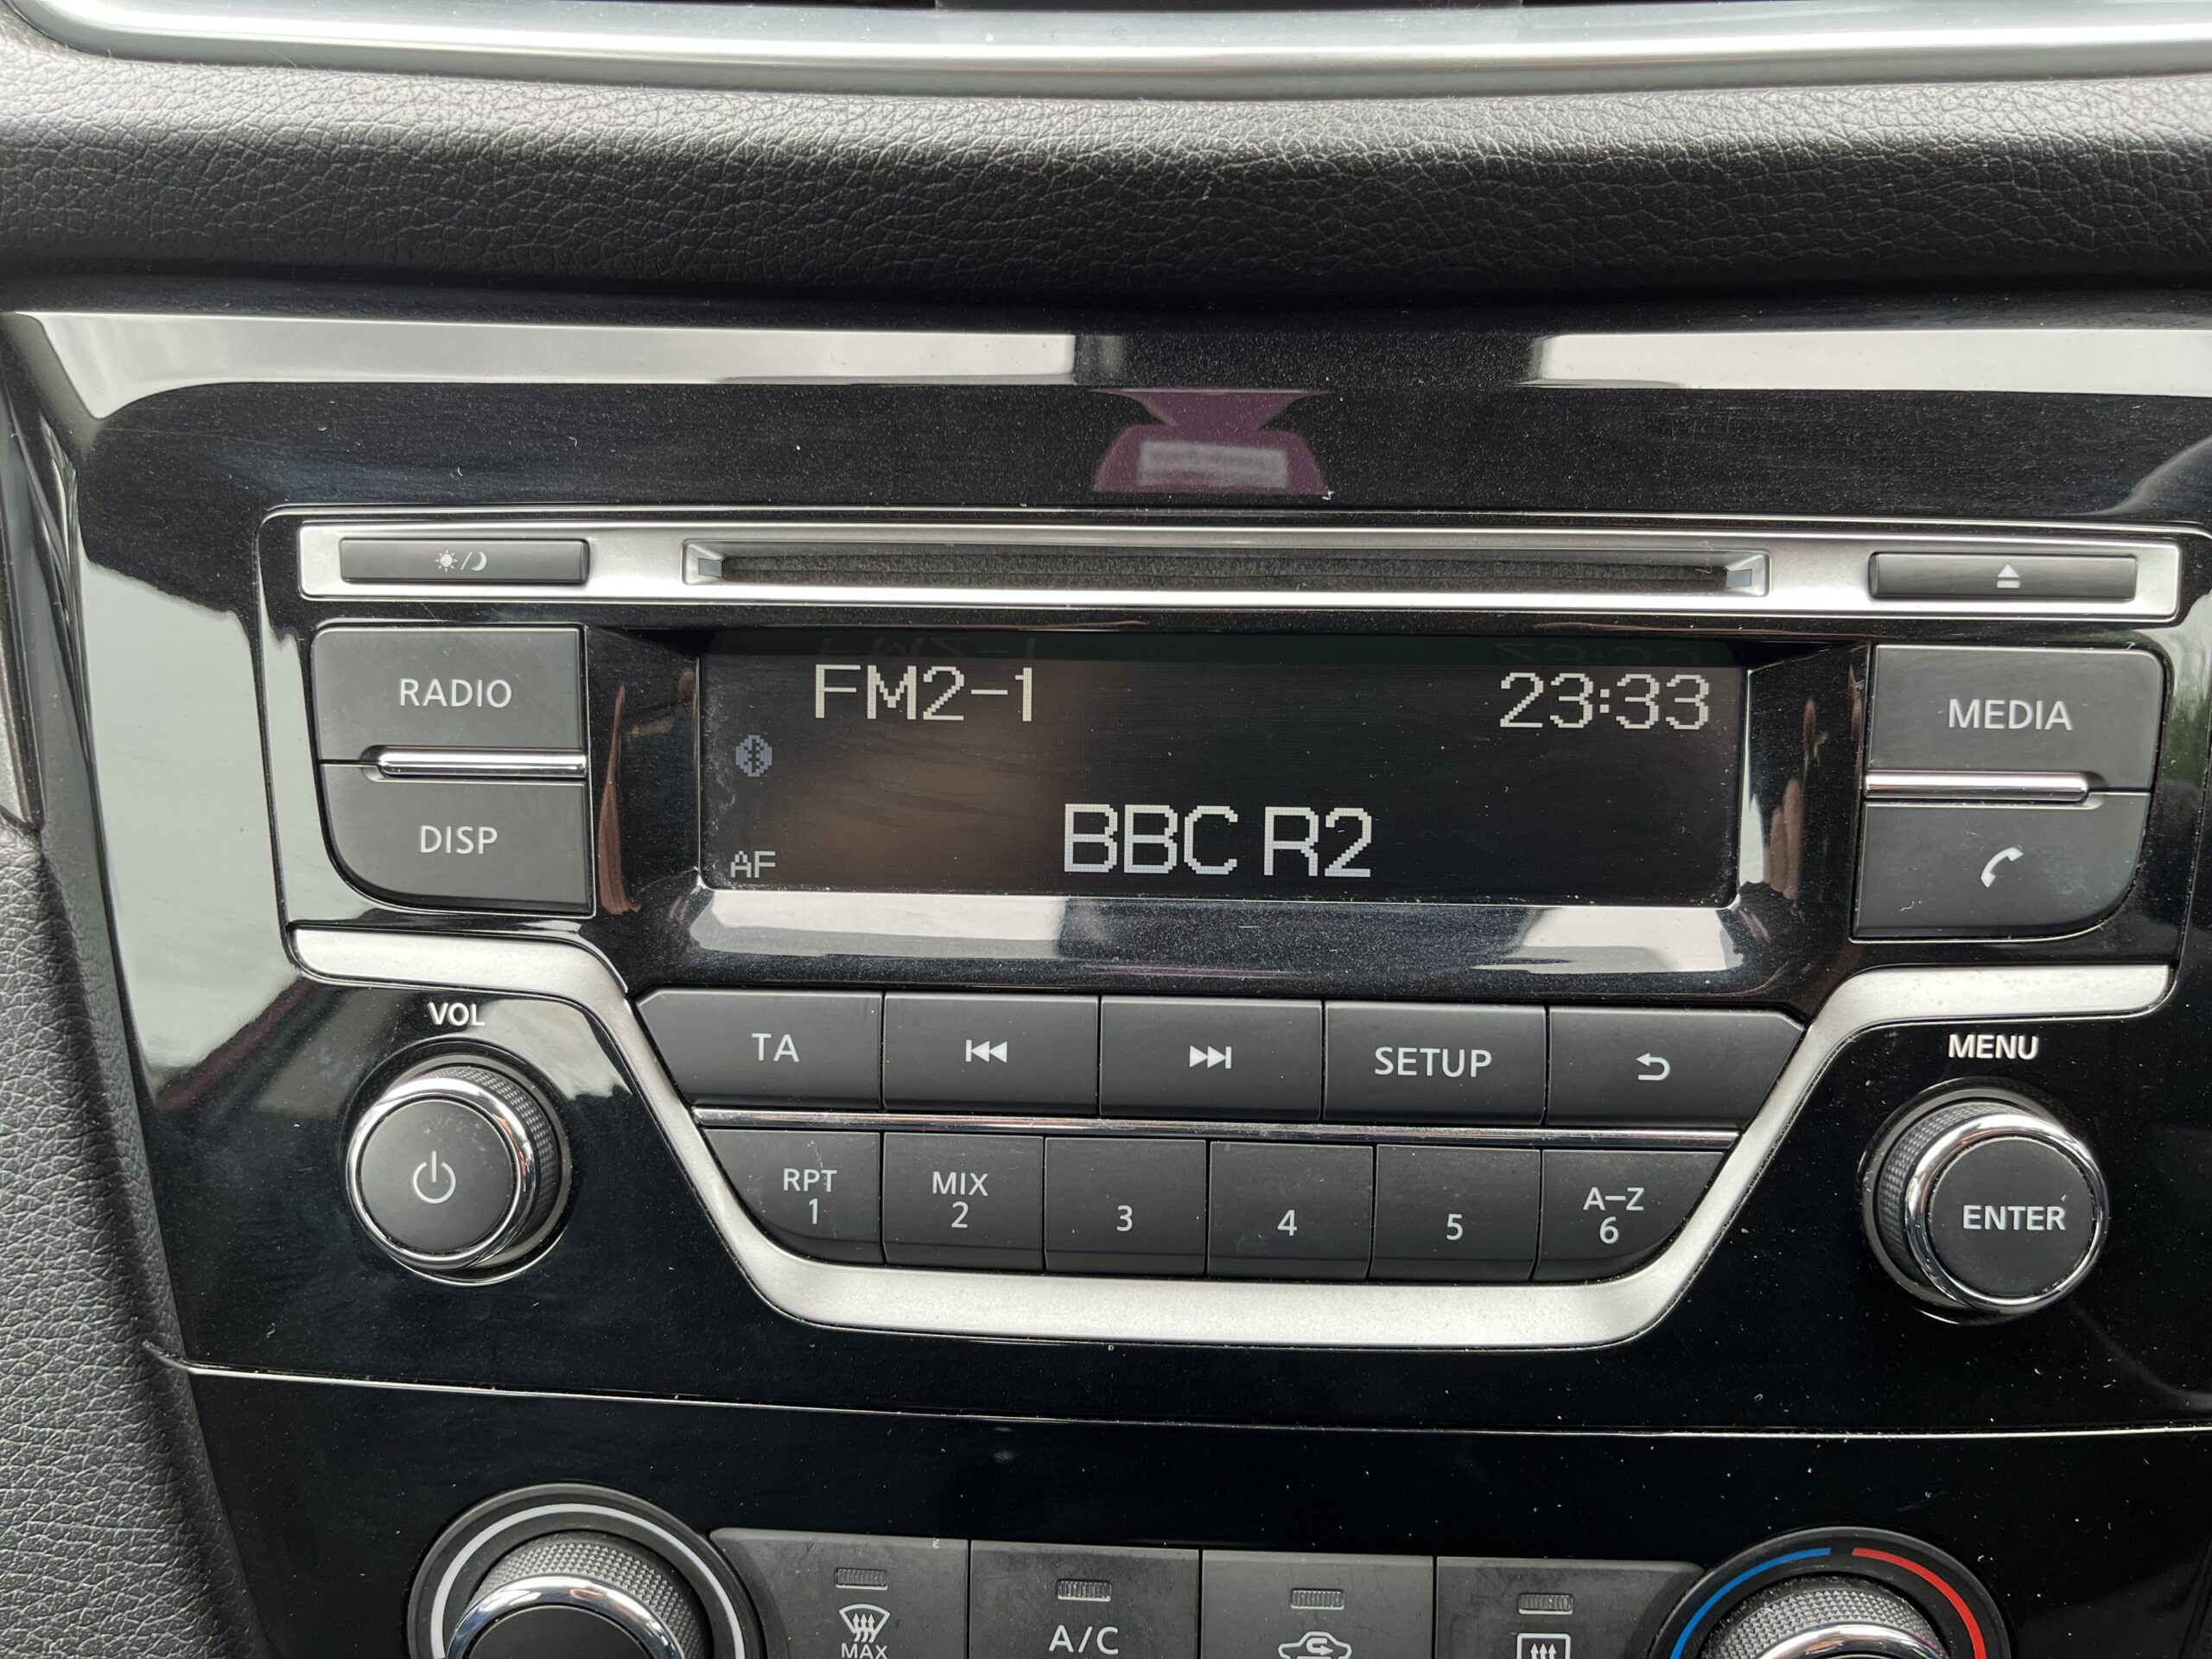 FM2-1 23:33
BBC R2
AF
RADIO
DISP
MEDIA
VOL
TA SETUP
MENU
RPT MIX A-Z
1 2 3 4 5 6
ENTER
MAX A/C